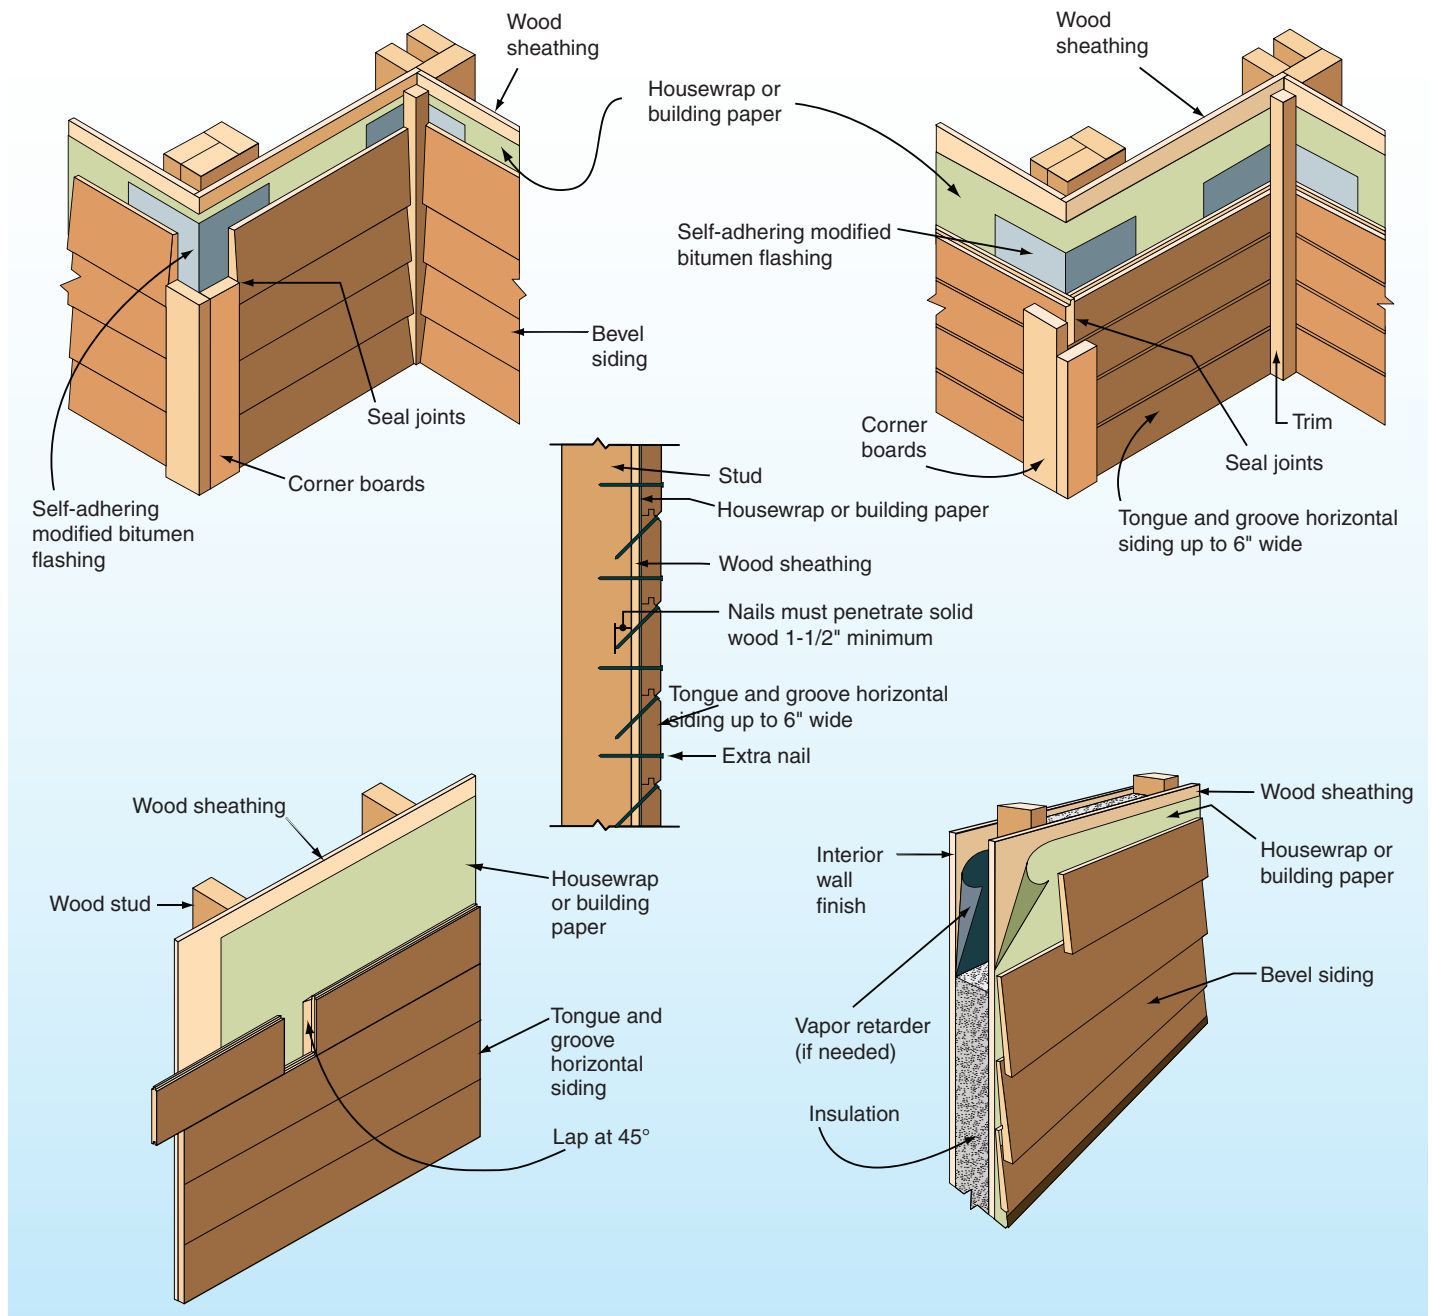 Wood
sheathing
Housewrap or
building paper
Wood
sheathing
Self-adhering modified
bitumen flashing
Bevel
siding
Seal joints
Corner boards
Self-adhering
modified bitumen
flashing
Trim
Corner
boards
Seal joints
Tongue and groove horizontal
siding up to 6" wide
Stud
Housewrap or building paper
Wood sheathing
Nails must penetrate solid
wood 1-1/2" minimum
Tongue and groove horizontal
siding up to 6" wide
Extra nail
Wood sheathing
Wood stud
Housewrap
or building
paper
Tongue and
groove
horizontal
siding
Lap at 45°
Wood sheathing
Interior
wall
finish
Housewrap or
building paper
Bevel siding
Vapor retarder
(if needed)
Insulation